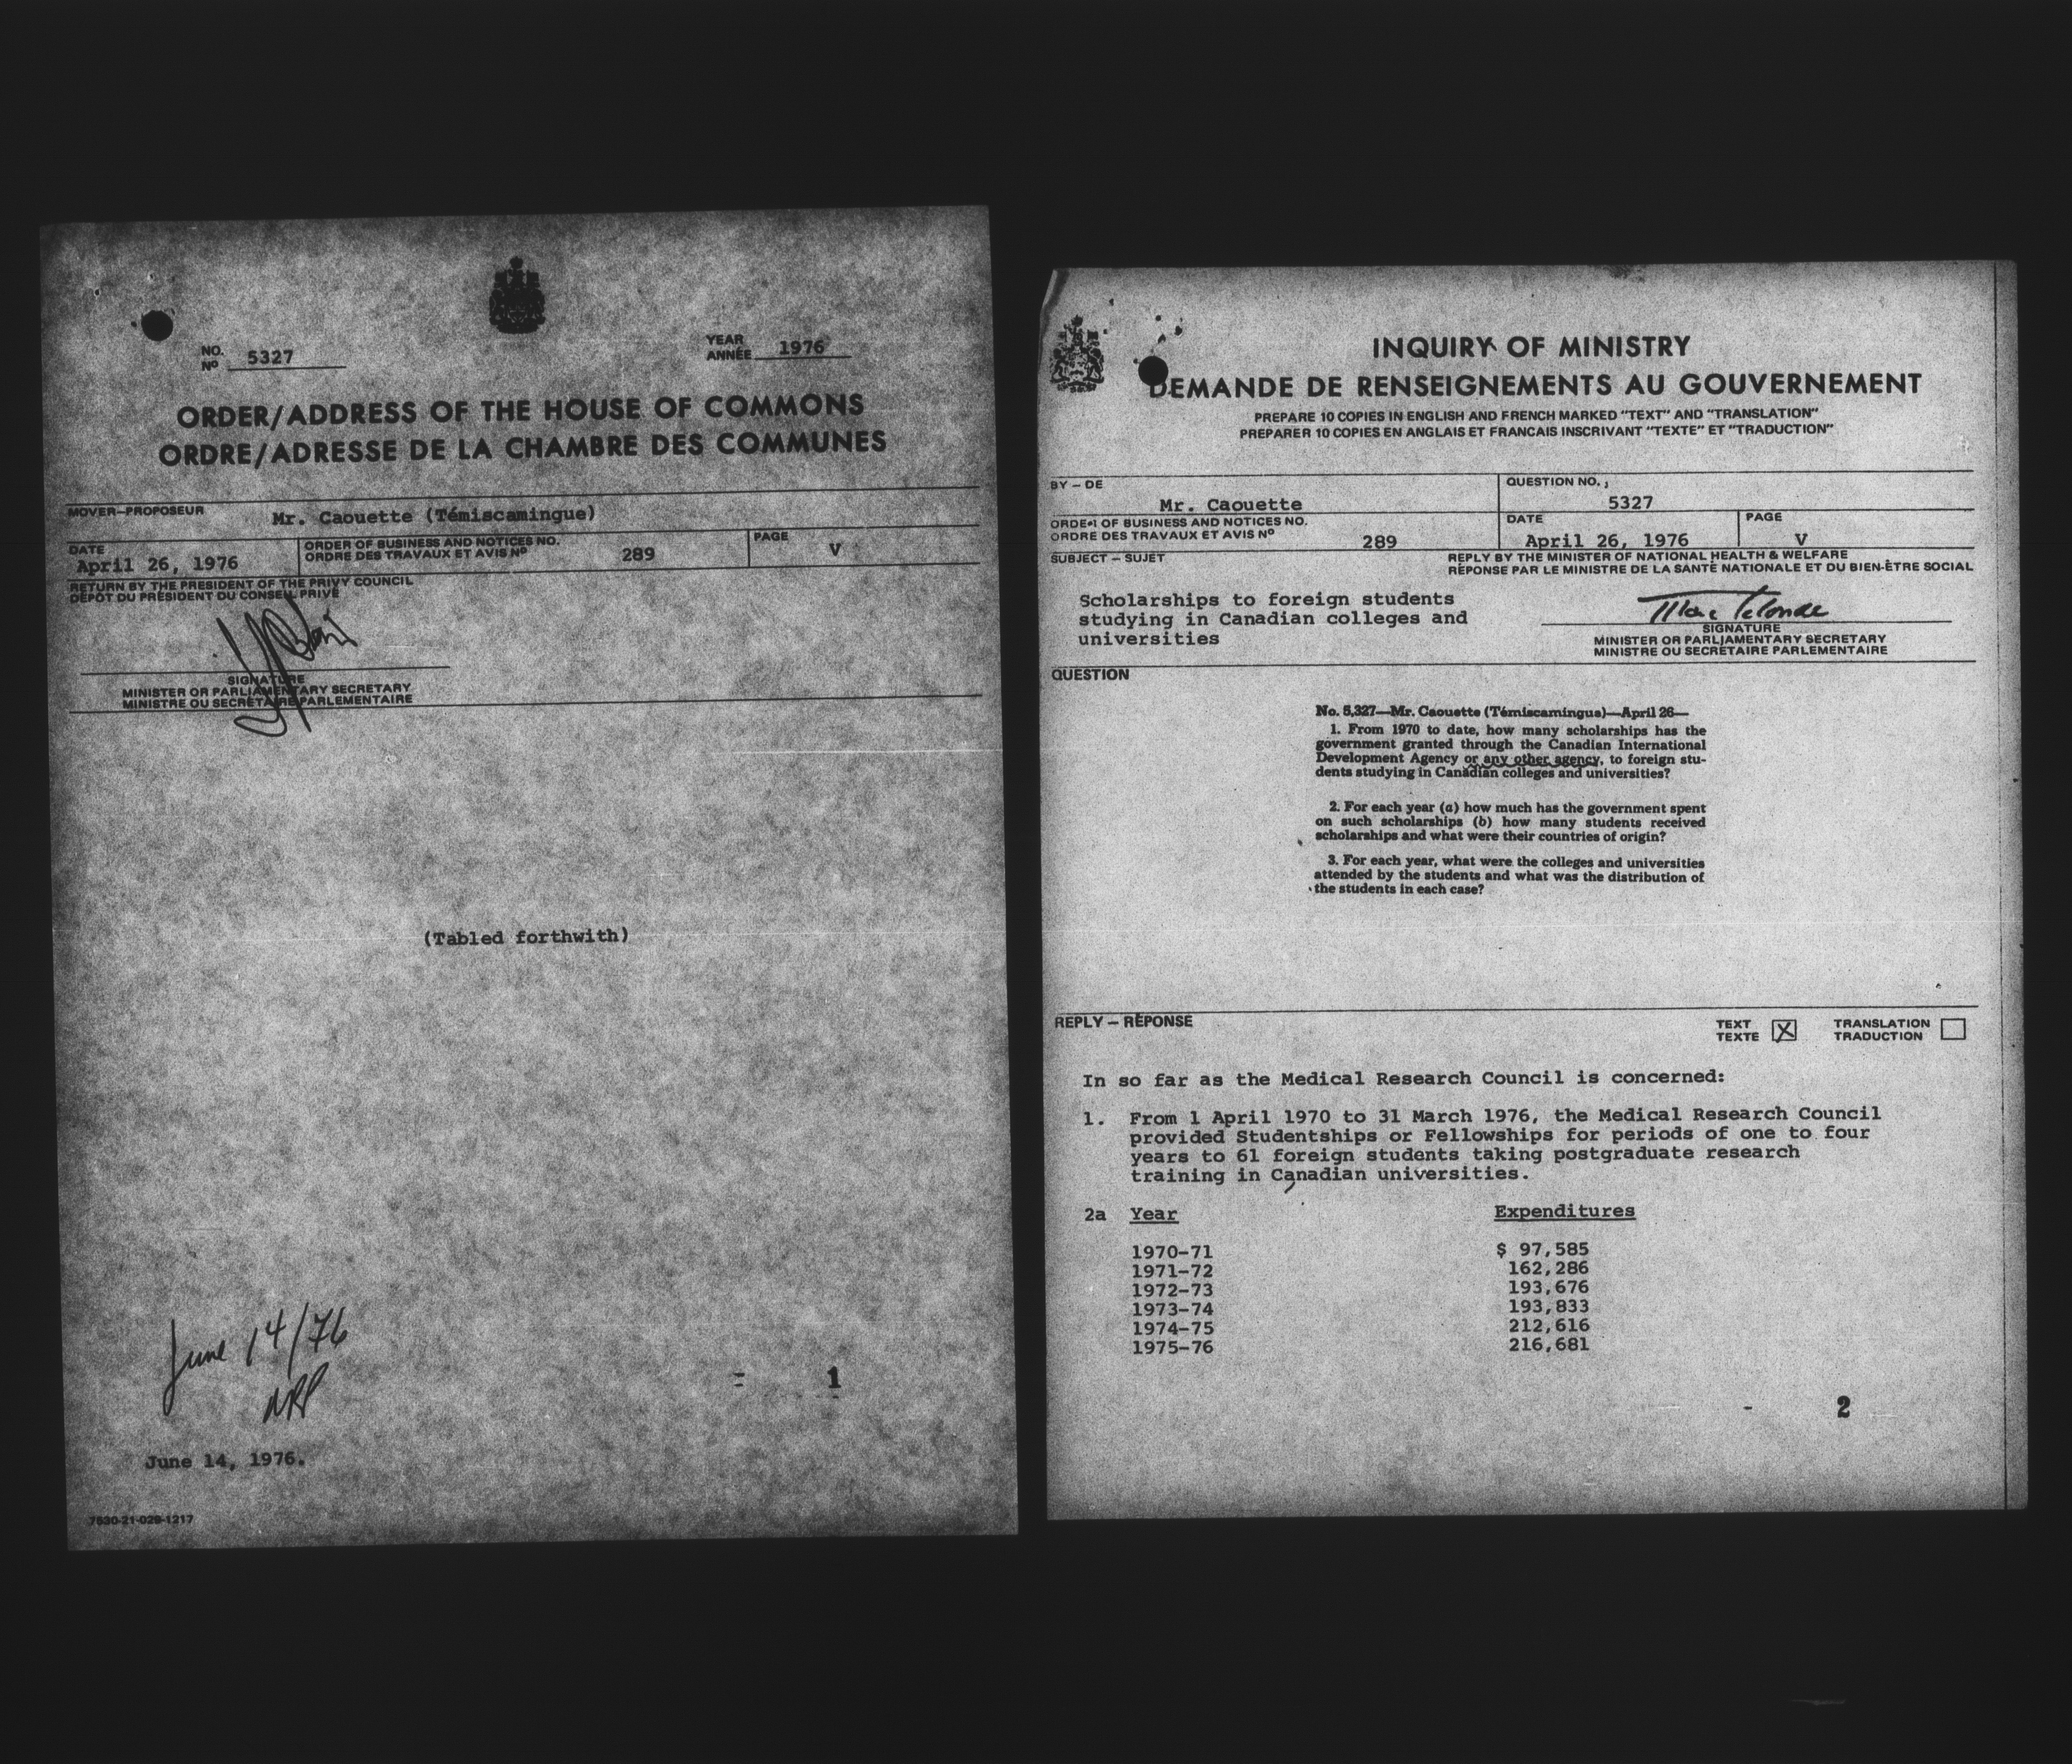 NO.
Nº 5327
YEAR
ANNÉE 1976
ORDER/ADDRESS OF THE HOUSE OF COMMONS
ORDRE/ADRESSE DE LA CHAMBRE DES COMMUNES
MOVER–PROPOSEUR
Mr. Caouette (Témiscamingue)
DATE
April 26, 1976
ORDER OF BUSINESS AND NOTICES NO.
ORDRE DES TRAVAUX ET AVIS Nº
289
PAGE
V
RETURN BY THE PRESIDENT OF THE PRIVY COUNCIL
DÉPÔT DU PRÉSIDENT DU CONSEIL PRIVÉ
SIGNATURE
MINISTER OR PARLIAMENTARY SECRETARY
MINISTRE OU SECRÉTAIRE PARLEMENTAIRE
(Tabled forthwith)
June 14/76
1
June 14, 1976.
7530-21-029-1217
INQUIRY OF MINISTRY
DEMANDE DE RENSEIGNEMENTS AU GOUVERNEMENT
PREPARE 10 COPIES IN ENGLISH AND FRENCH MARKED "TEXT" AND "TRANSLATION"
PREPARER 10 COPIES EN ANGLAIS ET FRANCAIS INSCRIVANT "TEXTE" ET "TRADUCTION"
BY – DE
Mr. Caouette
QUESTION NO.
5327
ORDER OF BUSINESS AND NOTICES NO.
ORDRE DES TRAVAUX ET AVIS Nº
289
DATE
April 26, 1976
PAGE
V
SUBJECT – SUJET
Scholarships to foreign students
studying in Canadian colleges and
universities
REPLY BY THE MINISTER OF NATIONAL HEALTH & WELFARE
RÉPONSE PAR LE MINISTRE DE LA SANTÉ NATIONALE ET DU BIEN-ÊTRE SOCIAL
Marc Lalonde
SIGNATURE
MINISTER OR PARLIAMENTARY SECRETARY
MINISTRE OU SECRÉTAIRE PARLEMENTAIRE
QUESTION
No. 5,327—Mr. Caouette (Témiscamingue)—April 26—
1. From 1970 to date, how many scholarships has the
government granted through the Canadian International
Development Agency or any other agency, to foreign stu-
dents studying in Canadian colleges and universities?
2. For each year (a) how much has the government spent
on such scholarships (b) how many students received
scholarships and what were their countries of origin?
3. For each year, what were the colleges and universities
attended by the students and what was the distribution of
the students in each case?
REPLY – RÉPONSE
TEXT
TEXTE X
TRANSLATION
TRADUCTION
In so far as the Medical Research Council is concerned:
1. From 1 April 1970 to 31 March 1976, the Medical Research Council
provided Studentships or Fellowships for periods of one to four
years to 61 foreign students taking postgraduate research
training in Canadian universities.
2a Year Expenditures
1970-71 $ 97,585
1971-72 162,286
1972-73 193,676
1973-74 193,833
1974-75 212,616
1975-76 216,681
2